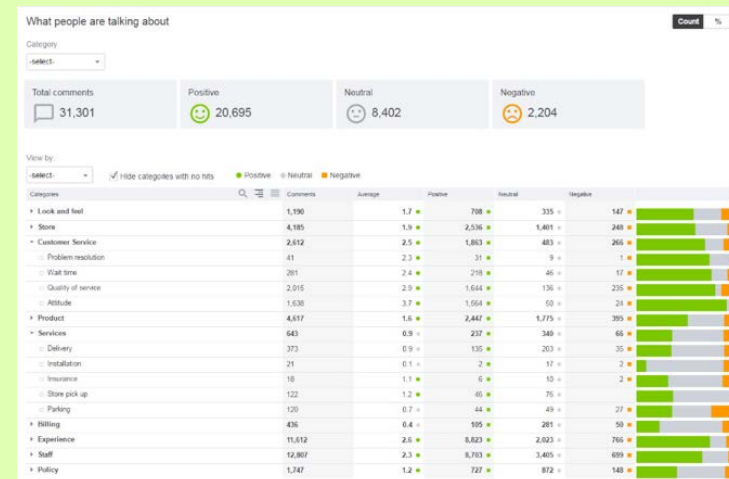 What people are talking about
Count %
Category
-select-
Total comments Positive Neutral Negative
31,301 20,695 8,402 2,204
View by:
-select- Hide categories with no hits Positive Neutral Negative
Categories Comments Average Positive Neutral Negative
Look and feel 1,190 1.7 708 335 147
Store 4,185 1.9 2,536 1,401 248
Customer Service 2,612 2.5 1,863 483 266
Problem resolution 41 2.3 31 9 1
Wait time 281 2.4 218 46 17
Quality of service 2,015 2.9 1,644 136 235
Attitude 1,638 3.7 1,564 50 24
Product 4,617 1.6 2,447 1,775 395
Services 643 0.9 237 340 66
Delivery 373 0.9 135 203 35
Installation 21 0.1 2 17 2
Insurance 18 1.1 6 10 2
Store pick up 122 1.2 46 76
Parking 120 0.7 44 49 27
Billing 436 0.4 105 281 50
Experience 11,612 2.6 8,823 2,023 766
Staff 12,807 2.3 8,703 3,405 699
Policy 1,747 1.2 727 872 148